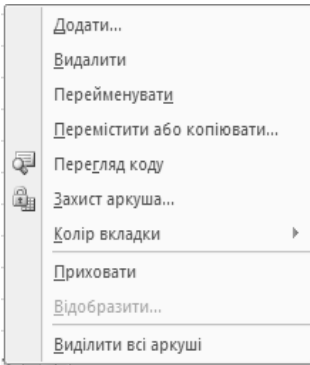 Додати...
Видалити
Перейменувати
Перемістити або копіювати...
Перегляд коду
Захист аркуша...
Колір вкладки
Приховати
Відобразити...
Виділити всі аркуші